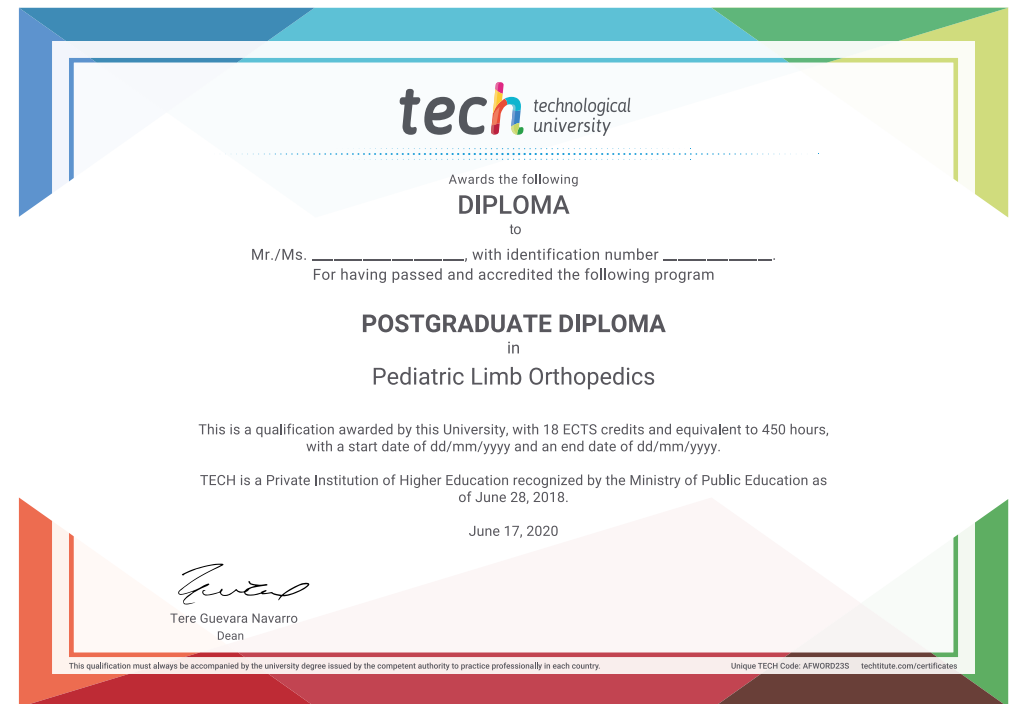 tech technological
university
Awards the following
DIPLOMA
to
Mr./Ms. _______________, with identification number ___________.
For having passed and accredited the following program
POSTGRADUATE DIPLOMA
in
Pediatric Limb Orthopedics
This is a qualification awarded by this University, with 18 ECTS credits and equivalent to 450 hours,
with a start date of dd/mm/yyyy and an end date of dd/mm/yyyy.
TECH is a Private Institution of Higher Education recognized by the Ministry of Public Education as
of June 28, 2018.
June 17, 2020
Tere Guevara Navarro
Dean
This qualification must always be accompanied by the university degree issued by the competent authority to practice professionally in each country. Unique TECH Code: AFWORD23S techtitute.com/certificates